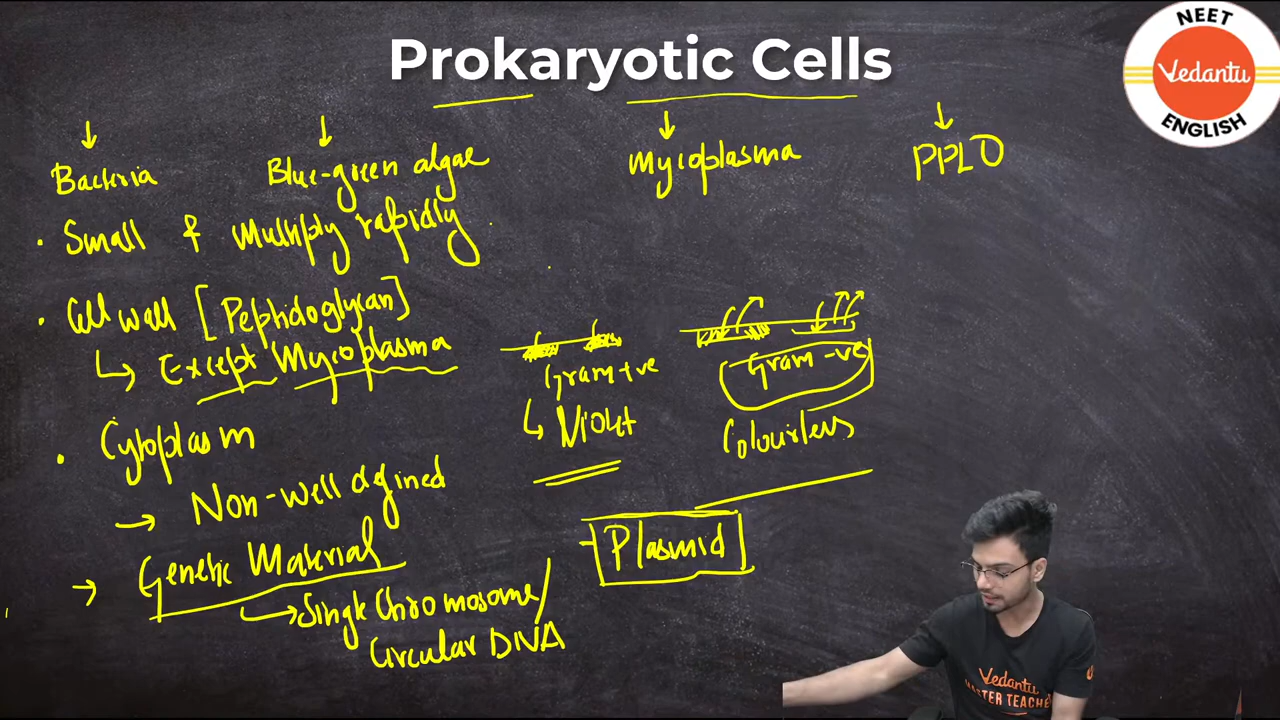 Prokaryotic Cells
NEET
Vedantu
ENGLISH
Bacteria
Blue-green algae
Mycoplasma
PPLO
• Small & Multiply rapidly
• Cell wall [Pephidoglycan]
↳ Except Mycoplasma
Gram +ve
↳ Violet
Gram -ve
Colourless
• Cytoplasm
→ Non-well defined
→ Genetic Material
→ Single Chromosome/
Circular DNA
Plasmid
Vedantu
MASTER TEACHER